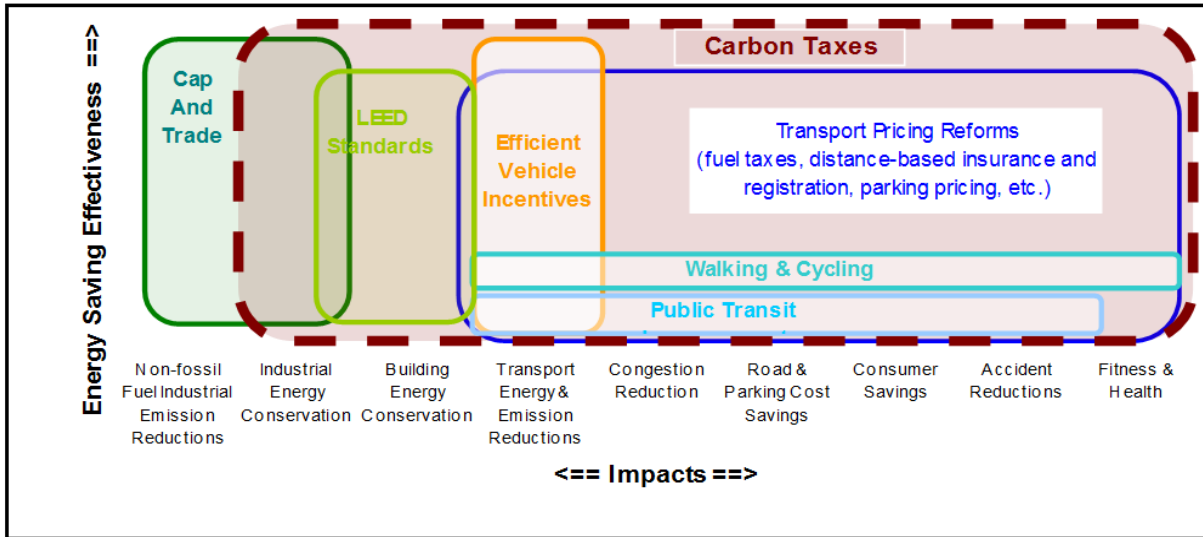 Energy Saving Effectiveness ==>
Carbon Taxes
Cap
And
Trade
LEED
Standards
Efficient
Vehicle
Incentives
Transport Pricing Reforms
(fuel taxes, distance-based insurance and
registration, parking pricing, etc.)
Walking & Cycling
Public Transit
Non-fossil
Fuel Industrial
Emission
Reductions
Industrial
Energy
Conservation
Building
Energy
Conservation
Transport
Energy &
Emission
Reductions
Congestion
Reduction
Road &
Parking Cost
Savings
Consumer
Savings
Accident
Reductions
Fitness &
Health
<== Impacts ==>